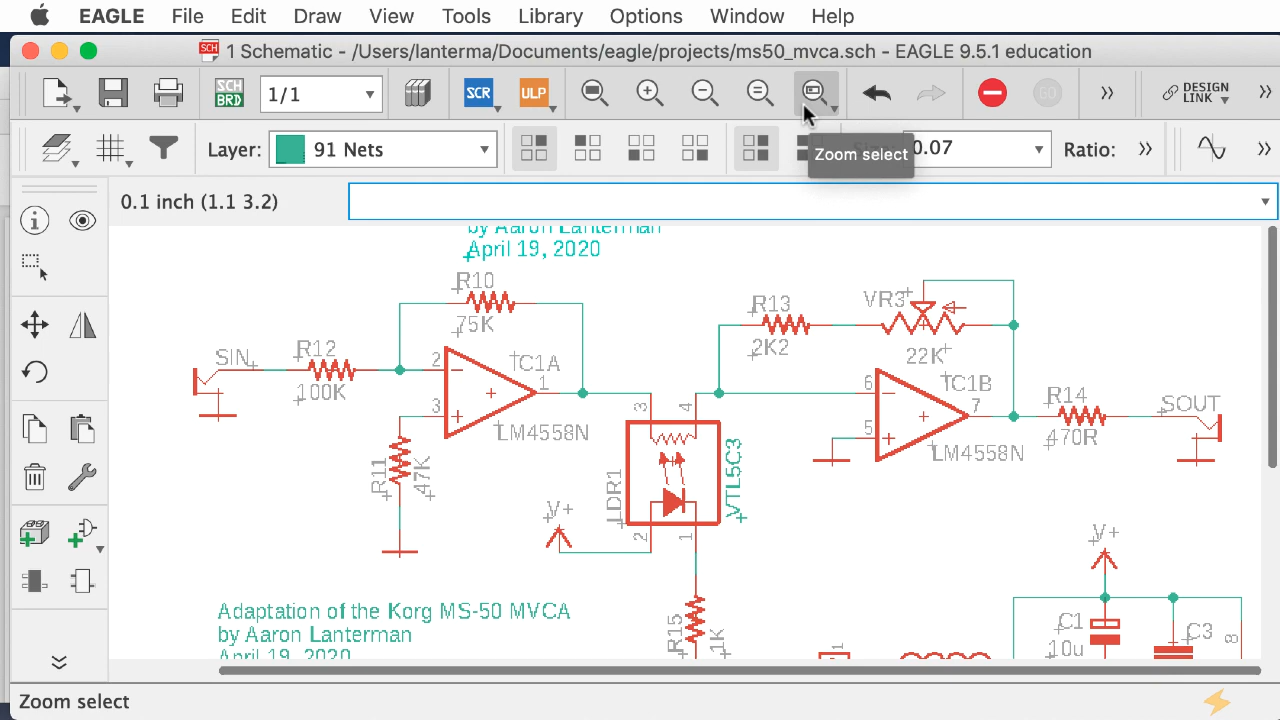 EAGLE File Edit Draw View Tools Library Options Window Help
SCH 1 Schematic - /Users/lanterma/Documents/eagle/projects/ms50_mvca.sch - EAGLE 9.5.1 education
SCH BRD 1/1 SCR ULP GO DESIGN LINK
Layer: 91 Nets 0.07 Ratio:
Zoom select
0.1 inch (1.1 3.2)
by Aaron Lanterman
April 19, 2020
R10
75K
R13
VR3
2K2
22K
SIN
R12
100K
2
IC1A
1
3
LM4558N
R11
47K
3
4
LDR1
VTL5C3
2
1
V+
6
IC1B
7
5
LM4558N
R14
470R
SOUT
V+
R15
1K
1
C1
10u
C3
8
Adaptation of the Korg MS-50 MVCA
by Aaron Lanterman
April 19, 2020
Zoom select